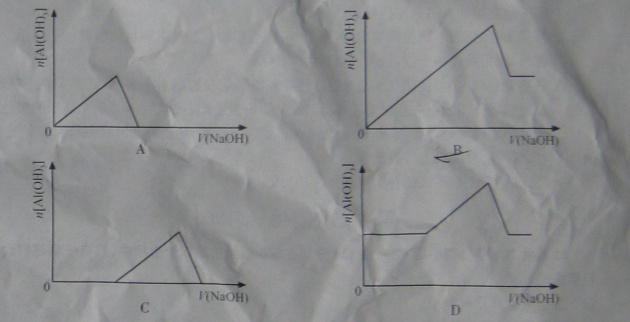 n[Al(OH)3]
0
V(NaOH)
A
n[Al(OH)3]
0
V(NaOH)
B
n[Al(OH)3]
0
V(NaOH)
C
n[Al(OH)3]
0
V(NaOH)
D